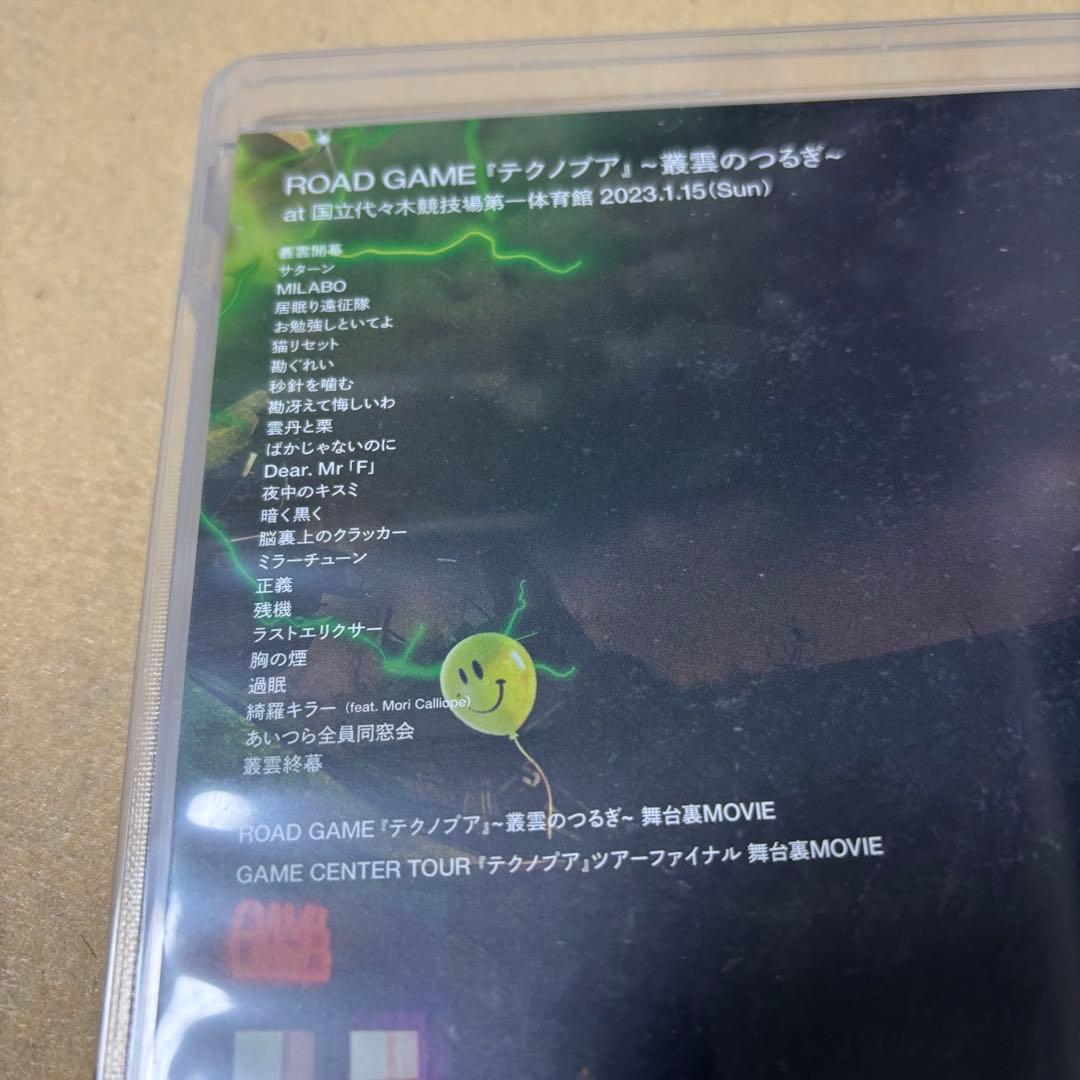 ROAD GAME『テクノプア』~叢雲のつるぎ~
at 国立代々木競技場第一体育館 2023.1.15(Sun)
叢雲開幕
サターン
MILABO
居眠り遠征隊
お勉強しといてよ
猫リセット
勘ぐれい
秒針を噛む
勘冴えて悔しいわ
雲丹と栗
ばかじゃないのに
Dear. Mr「F」
夜中のキスミ
暗く黒く
脳裏上のクラッカー
ミラーチューン
正義
残機
ラストエリクサー
胸の煙
過眠
綺羅キラー (feat. Mori Calliope)
あいつら全員同窓会
叢雲終幕
ROAD GAME『テクノプア』~叢雲のつるぎ~ 舞台裏MOVIE
GAME CENTER TOUR『テクノプア』ツアーファイナル 舞台裏MOVIE